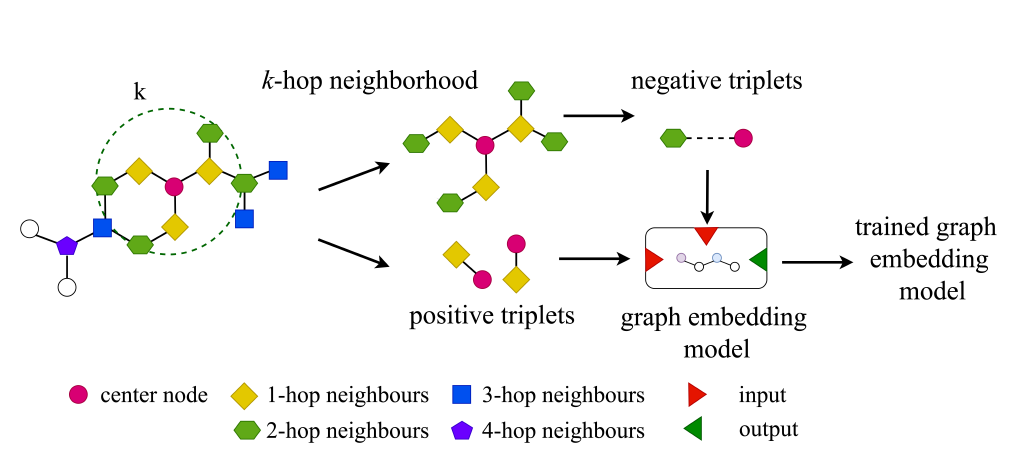 k
k-hop neighborhood
negative triplets
positive triplets
graph embedding
model
trained graph
embedding
model
center node
1-hop neighbours
3-hop neighbours
input
2-hop neighbours
4-hop neighbours
output